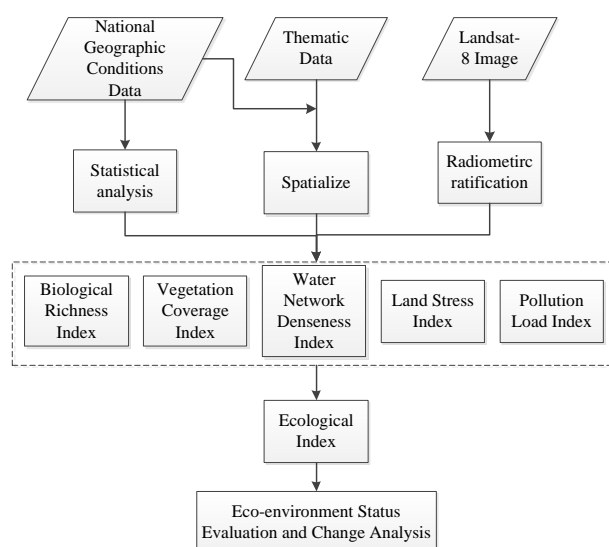 National
Geographic
Conditions
Data
Thematic
Data
Landsat-
8 Image
Statistical
analysis
Spatialize
Radiometirc
ratification
Biological
Richness
Index
Vegetation
Coverage
Index
Water
Network
Denseness
Index
Land Stress
Index
Pollution
Load Index
Ecological
Index
Eco-environment Status
Evaluation and Change Analysis